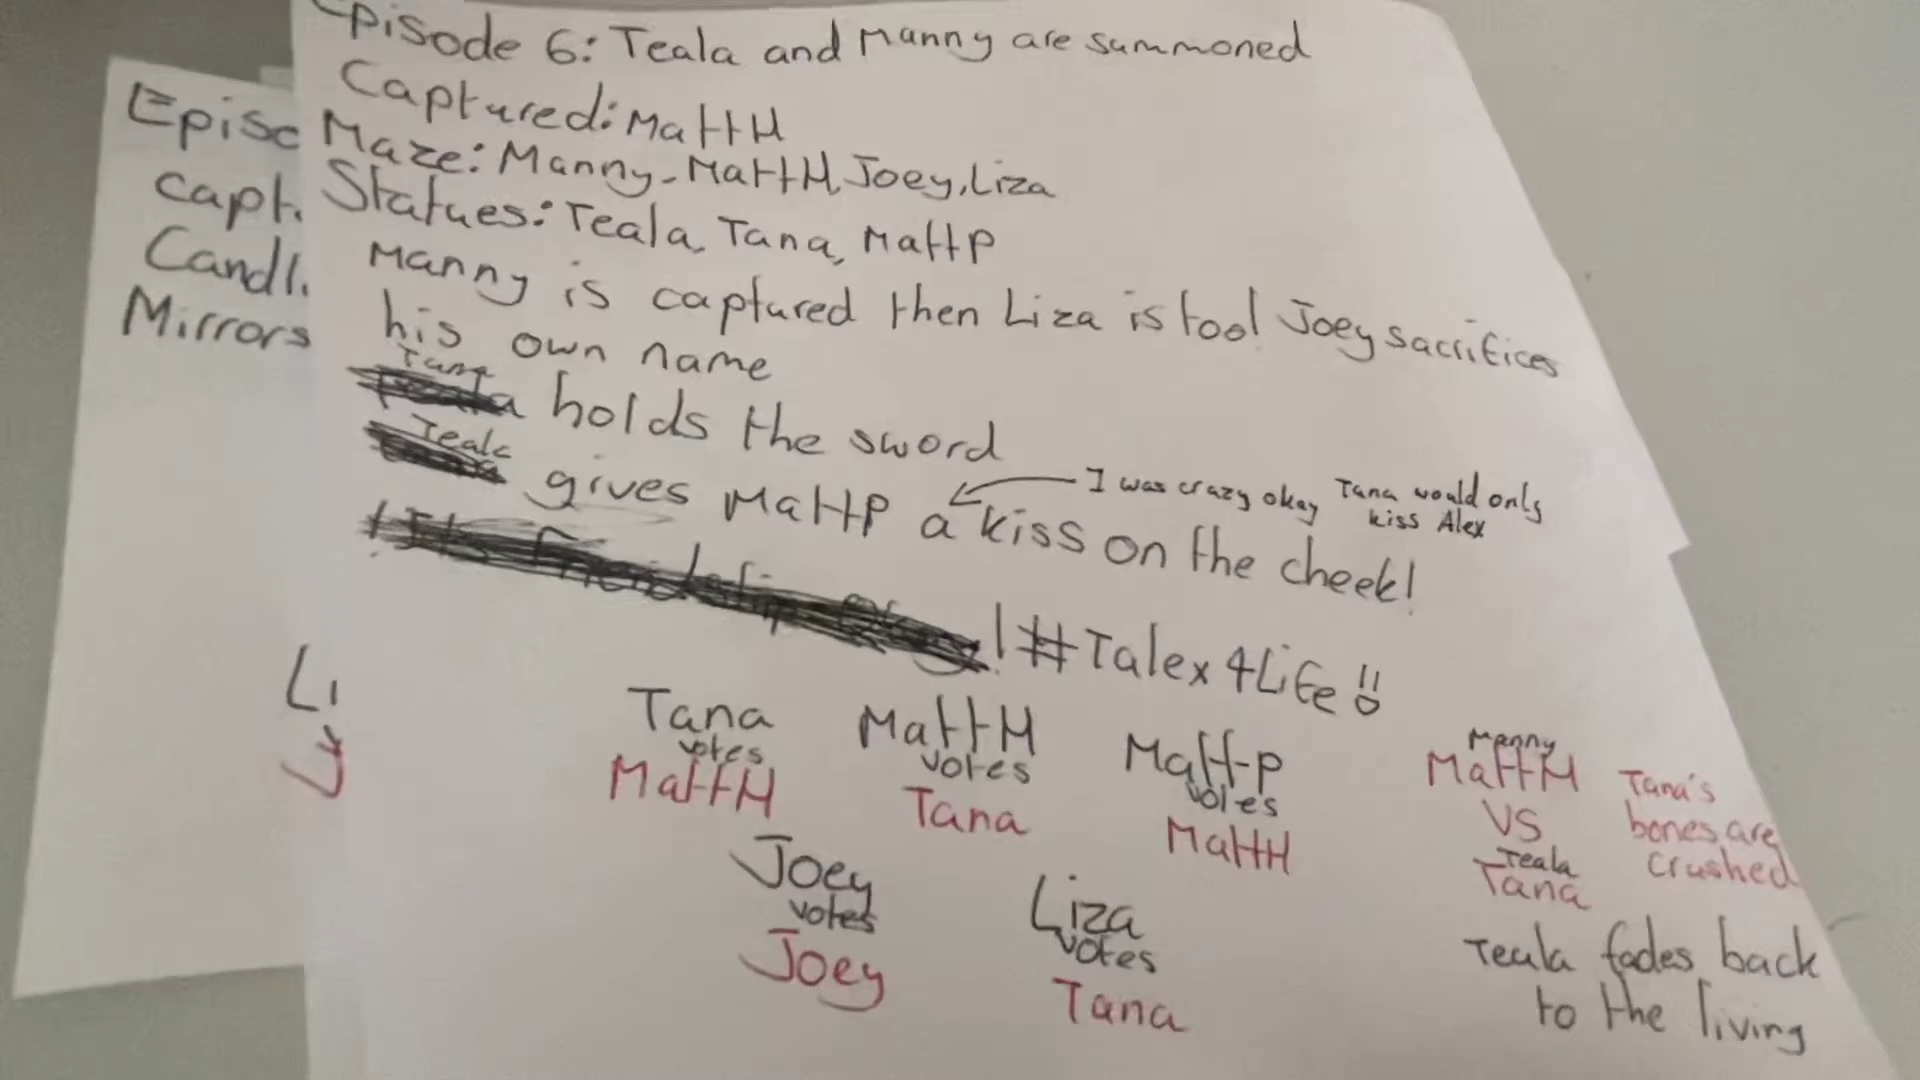 Episode 6: Teala and Manny are summoned
Captured: MattH
Maze: Manny, MattH, Joey, Liza
Statues: Teala, Tana, MattP
Manny is captured then Liza is too! Joey sacrifices
his own name
Tana
holds the sword
Teala
gives MattP a kiss on the cheek!
I was crazy okay Tana would only
kiss Alex
! #Talex4Life!!
Tana
votes
MattH
MattH
votes
Tana
MattP
votes
MattH
Joey
votes
Joey
Liza
votes
Tana
Manny
MattH
VS
Teala
Tana
Tana's
bones are
crushed
Teala fades back
to the living
Episo
Capt
Candl
Mirrors
Li